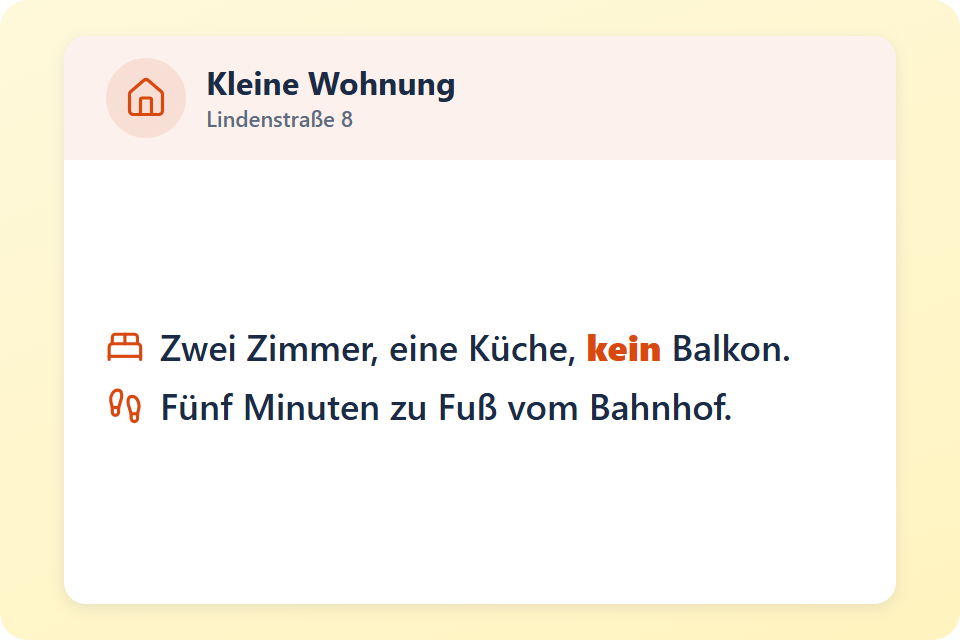 Kleine Wohnung
Lindenstraße 8
Zwei Zimmer, eine Küche, kein Balkon.
Fünf Minuten zu Fuß vom Bahnhof.